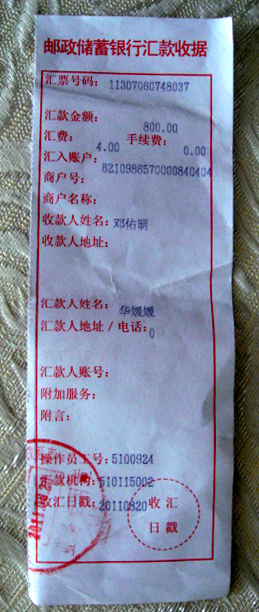 邮政储蓄银行汇款收据
汇票号码: 11307080748037
汇款金额: 800.00
汇费: 4.00 手续费: 0.00
汇入账户: 6210986570000840404
商户号:
商户名称:
收款人姓名: 邓佑明
收款人地址:
汇款人姓名: 华媛媛
汇款人地址/电话: 0
汇款人账号:
附加服务:
附言:
操作员工号: 5100924
汇款机构: 510115002
收汇日戳: 20110820
收汇
日戳